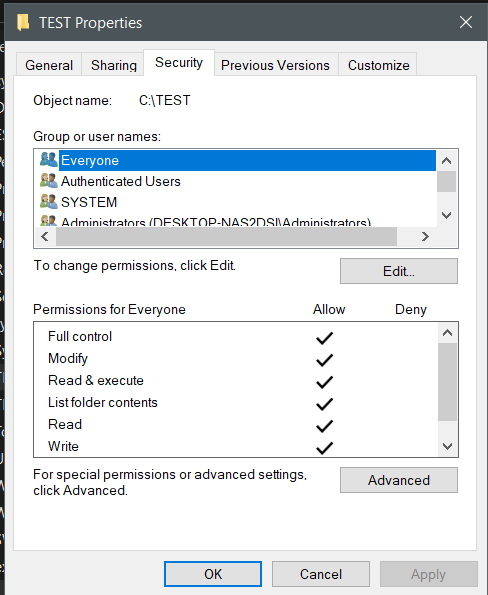 TEST Properties
General Sharing Security Previous Versions Customize
Object name: C:\TEST
Group or user names:
Everyone
Authenticated Users
SYSTEM
Administrators (DESKTOP-NAS2DSI\Administrators)
To change permissions, click Edit.
Edit...
Permissions for Everyone Allow Deny
Full control
Modify
Read & execute
List folder contents
Read
Write
For special permissions or advanced settings,
click Advanced.
Advanced
OK Cancel Apply